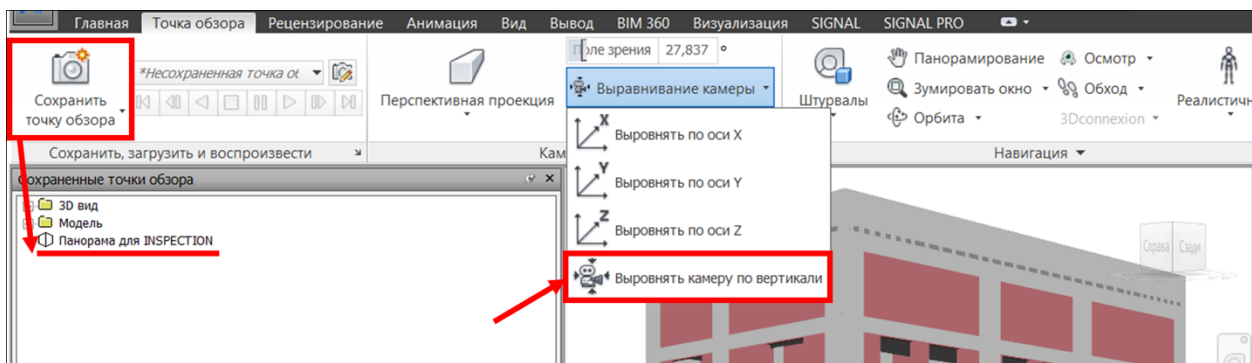 Главная Точка обзора Рецензирование Анимация Вид Вывод BIM 360 Визуализация SIGNAL SIGNAL PRO
Сохранить точку обзора
*Несохраненная точка об
Перспективная проекция
Поле зрения 27,837 °
Выравнивание камеры
Штурвалы
Панорамирование
Зумировать окно
Орбита
Осмотр
Обход
3Dconnexion
Реалистичн
Сохранить, загрузить и воспроизвести
Кам
Навигация
Выровнять по оси X
Выровнять по оси Y
Выровнять по оси Z
Выровнять камеру по вертикали
Сохраненные точки обзора
3D вид
Модель
Панорама для INSPECTION
Справа
Сзади